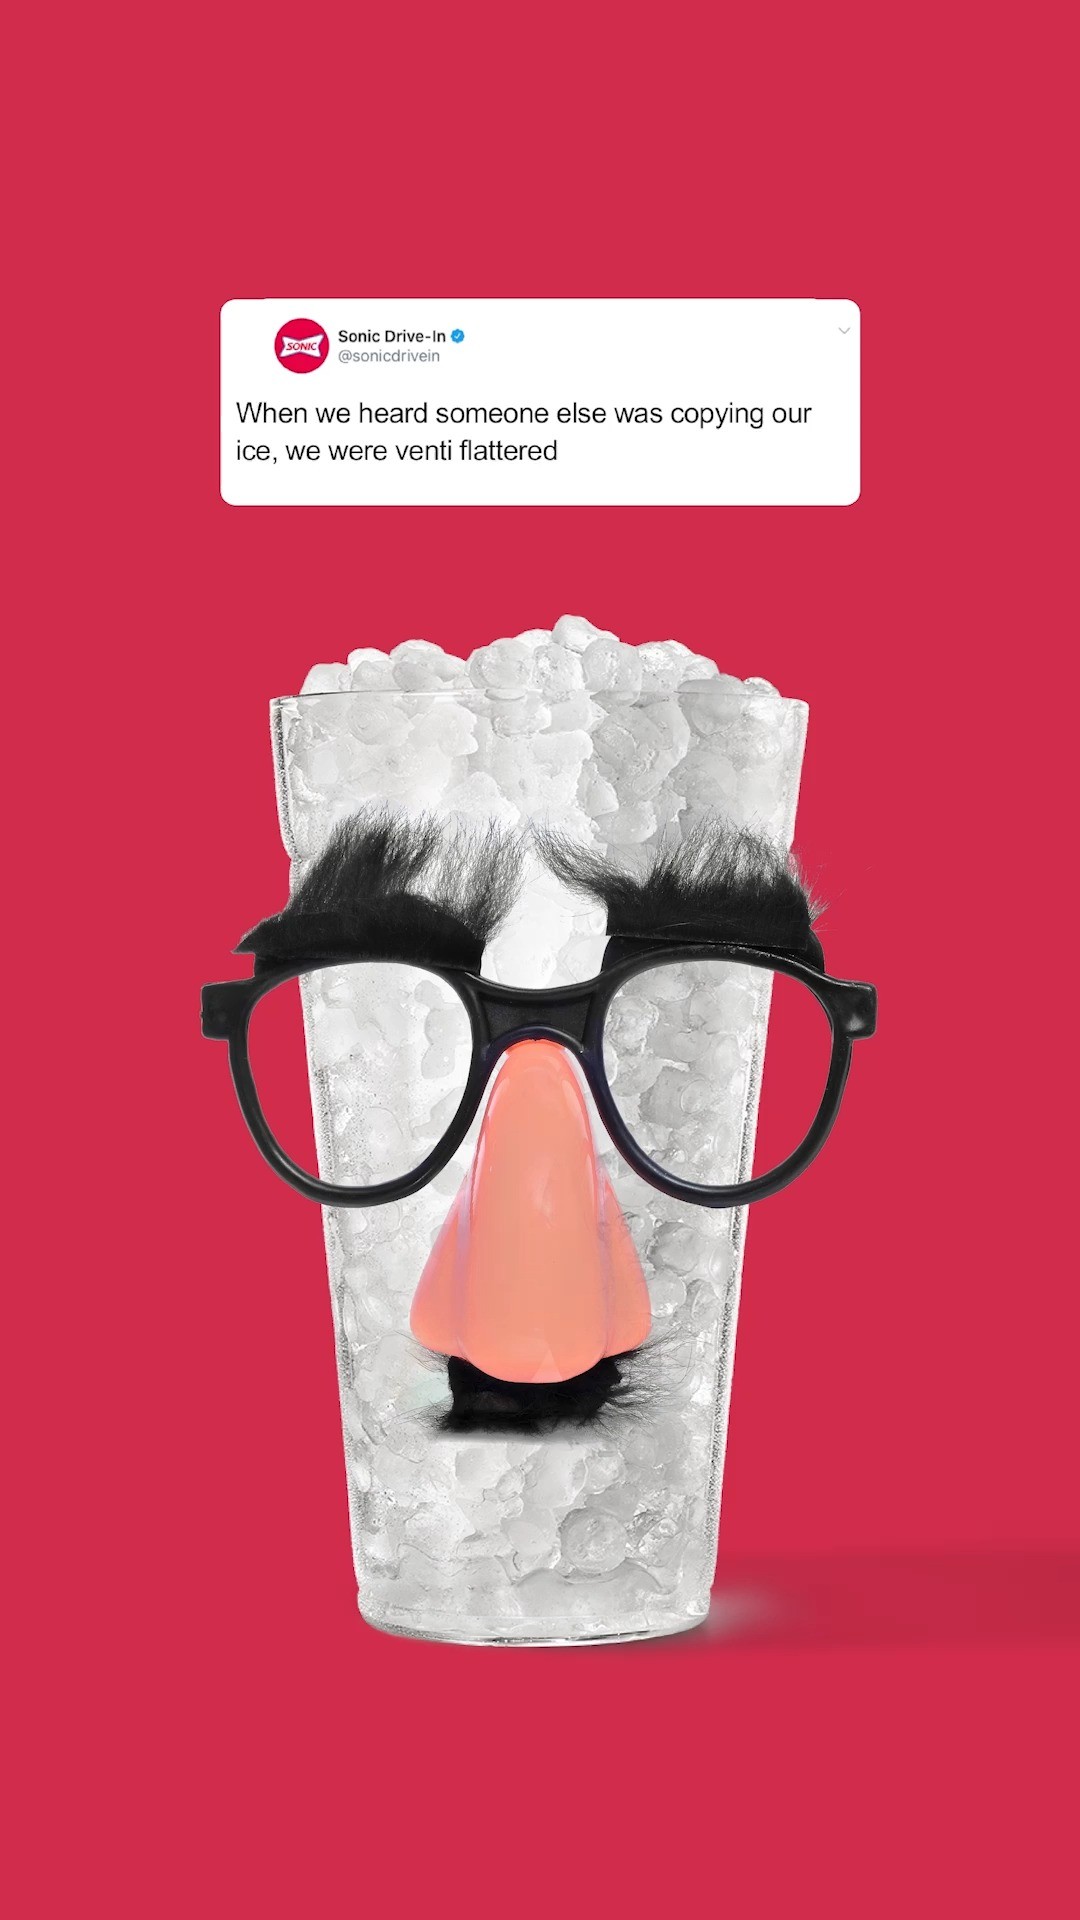 SONIC
Sonic Drive-In
@sonicdrivein
When we heard someone else was copying our
ice, we were venti flattered